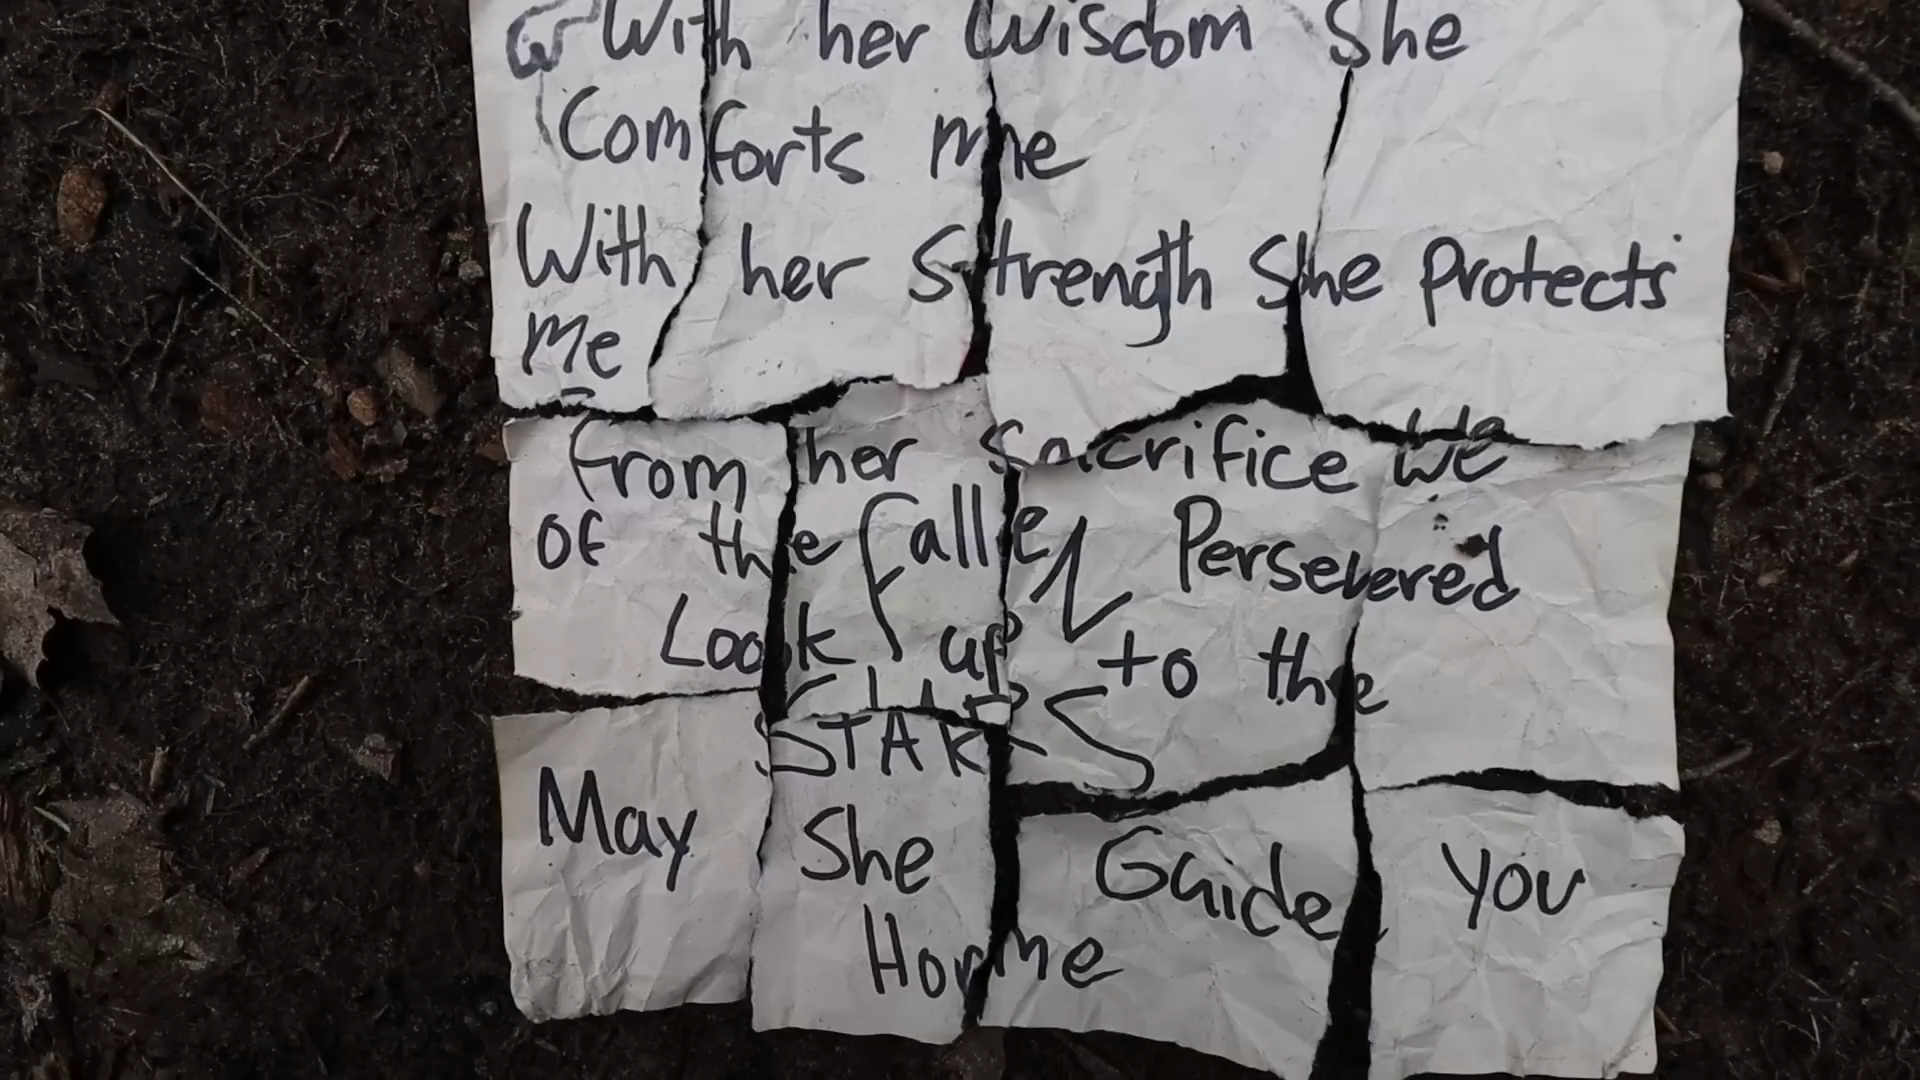 With her Wisdom She
Comforts me
With her Strength She Protects
Me
From her Sacrifice We
OF the fallen Persevered
Look up to the
STARS
May She Guide You
Home